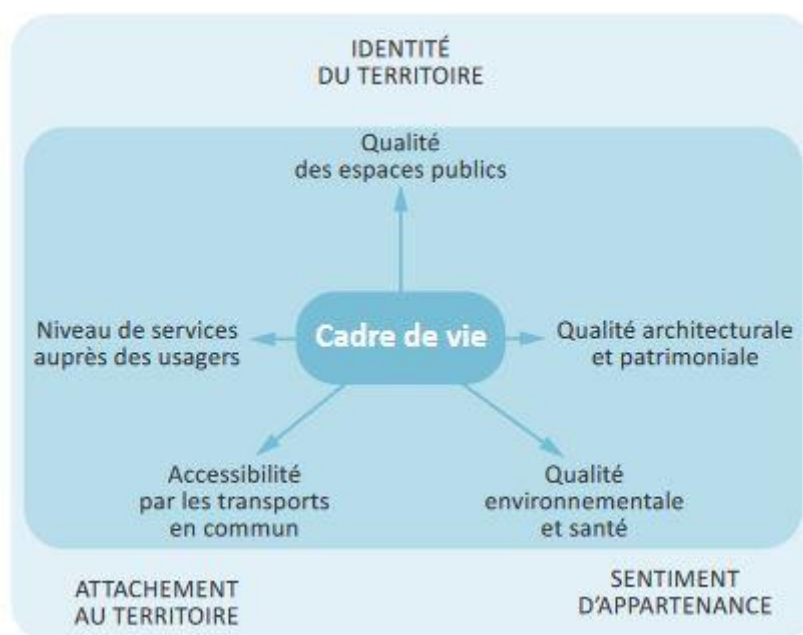 IDENTITÉ
DU TERRITOIRE
Qualité
des espaces publics
Niveau de services
auprès des usagers
Cadre de vie
Qualité architecturale
et patrimoniale
Accessibilité
par les transports
en commun
Qualité
environnementale
et santé
ATTACHEMENT
AU TERRITOIRE
SENTIMENT
D'APPARTENANCE